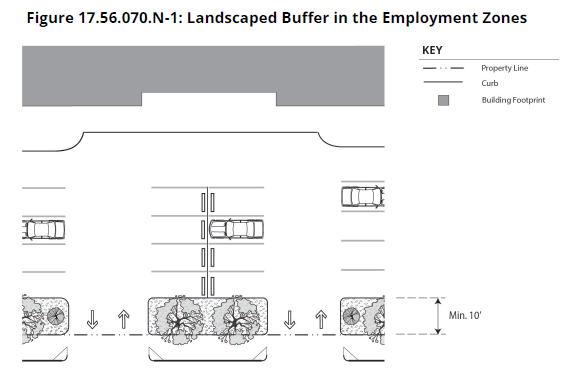 Figure 17.56.070.N-1: Landscaped Buffer in the Employment Zones
KEY
Property Line
Curb
Building Footprint
Min. 10'